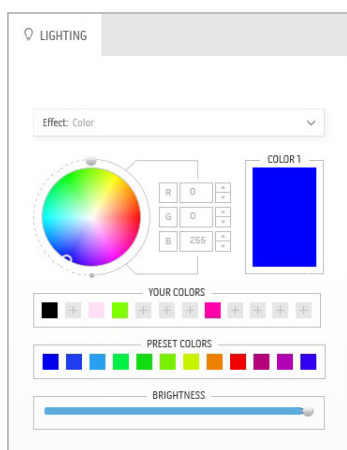 LIGHTING
Effect: Color
COLOR 1
R 0
G 0
B 255
YOUR COLORS
PRESET COLORS
BRIGHTNESS